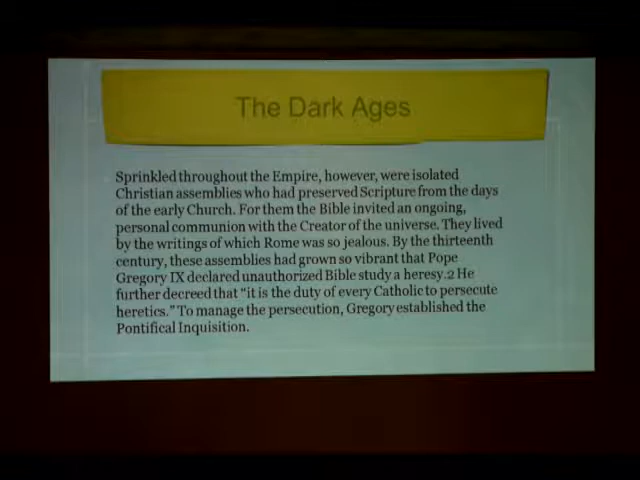 The Dark Ages
Sprinkled throughout the Empire, however, were isolated
Christian assemblies who had preserved Scripture from the days
of the early Church. For them the Bible invited an ongoing,
personal communion with the Creator of the universe. They lived
by the writings of which Rome was so jealous. By the thirteenth
century, these assemblies had grown so vibrant that Pope
Gregory IX declared unauthorized Bible study a heresy.2 He
further decreed that “it is the duty of every Catholic to persecute
heretics.” To manage the persecution, Gregory established the
Pontifical Inquisition.